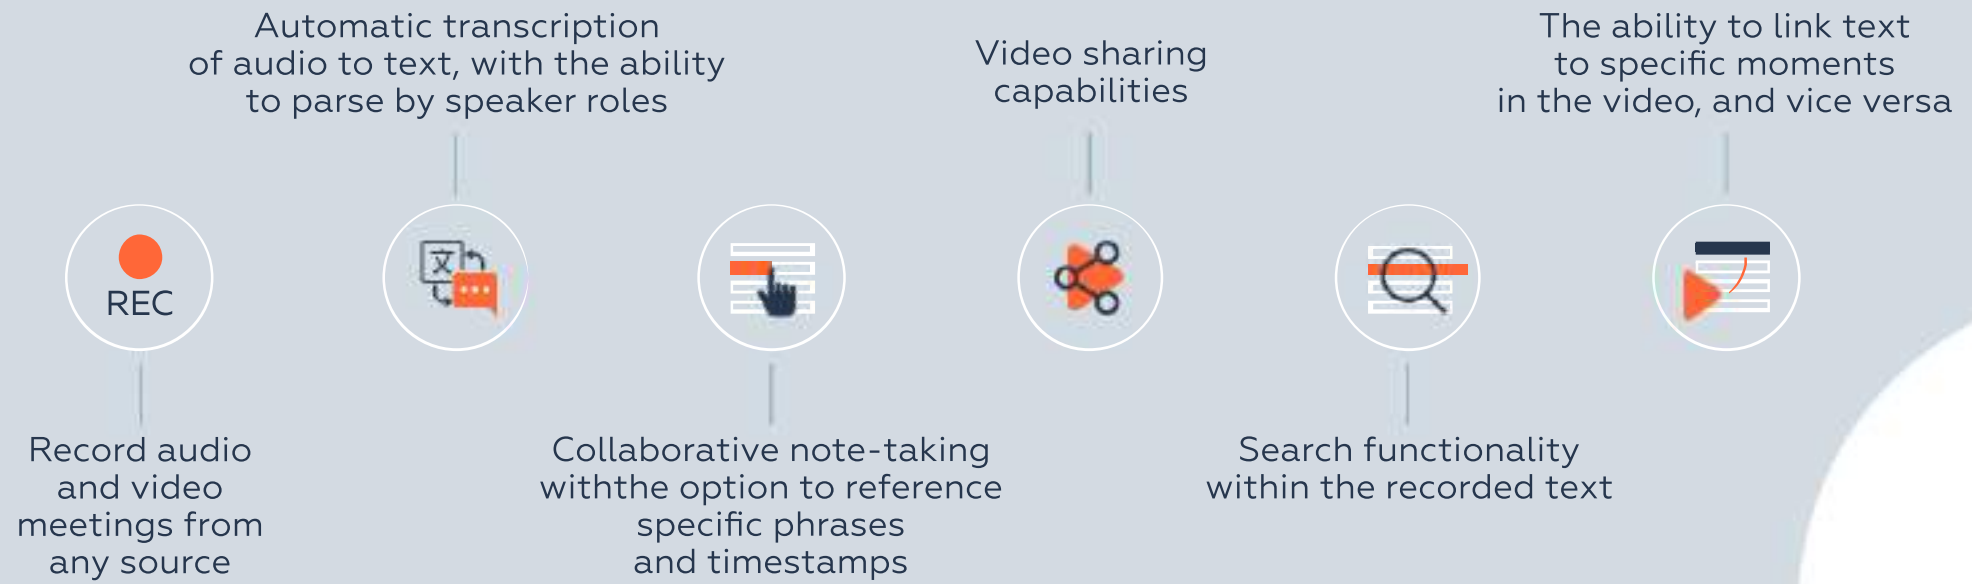 Automatic transcription
of audio to text, with the ability
to parse by speaker roles
Video sharing
capabilities
The ability to link text
to specific moments
in the video, and vice versa
REC
文
Record audio
and video
meetings from
any source
Collaborative note-taking
withthe option to reference
specific phrases
and timestamps
Search functionality
within the recorded text